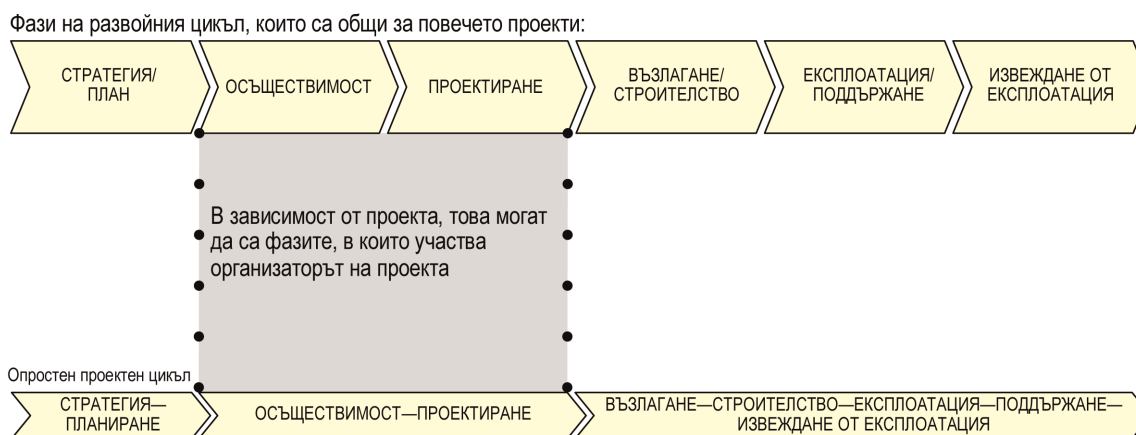 Фази на развойния цикъл, които са общи за повечето проекти:
СТРАТЕГИЯ/
ПЛАН
ОСЪЩЕСТВИМОСТ
ПРОЕКТИРАНЕ
ВЪЗЛАГАНЕ/
СТРОИТЕЛСТВО
ЕКСПЛОАТАЦИЯ/
ПОДДЪРЖАНЕ
ИЗВЕЖДАНЕ ОТ
ЕКСПЛОАТАЦИЯ
В зависимост от проекта, това могат
да са фазите, в които участва
организаторът на проекта
Опростен проектен цикъл
СТРАТЕГИЯ—
ПЛАНИРАНЕ
ОСЪЩЕСТВИМОСТ—ПРОЕКТИРАНЕ
ВЪЗЛАГАНЕ—СТРОИТЕЛСТВО—ЕКСПЛОАТАЦИЯ—ПОДДЪРЖАНЕ—
ИЗВЕЖДАНЕ ОТ ЕКСПЛОАТАЦИЯ